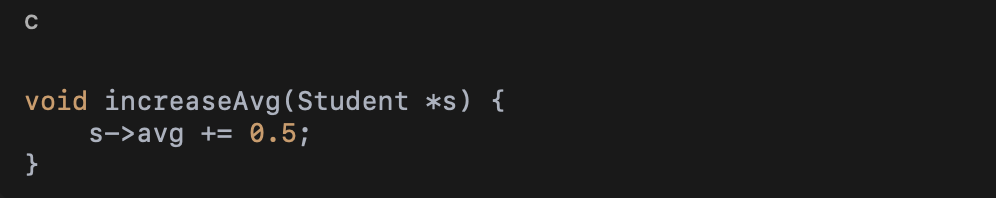 c
void increaseAvg(Student *s) {
    s->avg += 0.5;
}